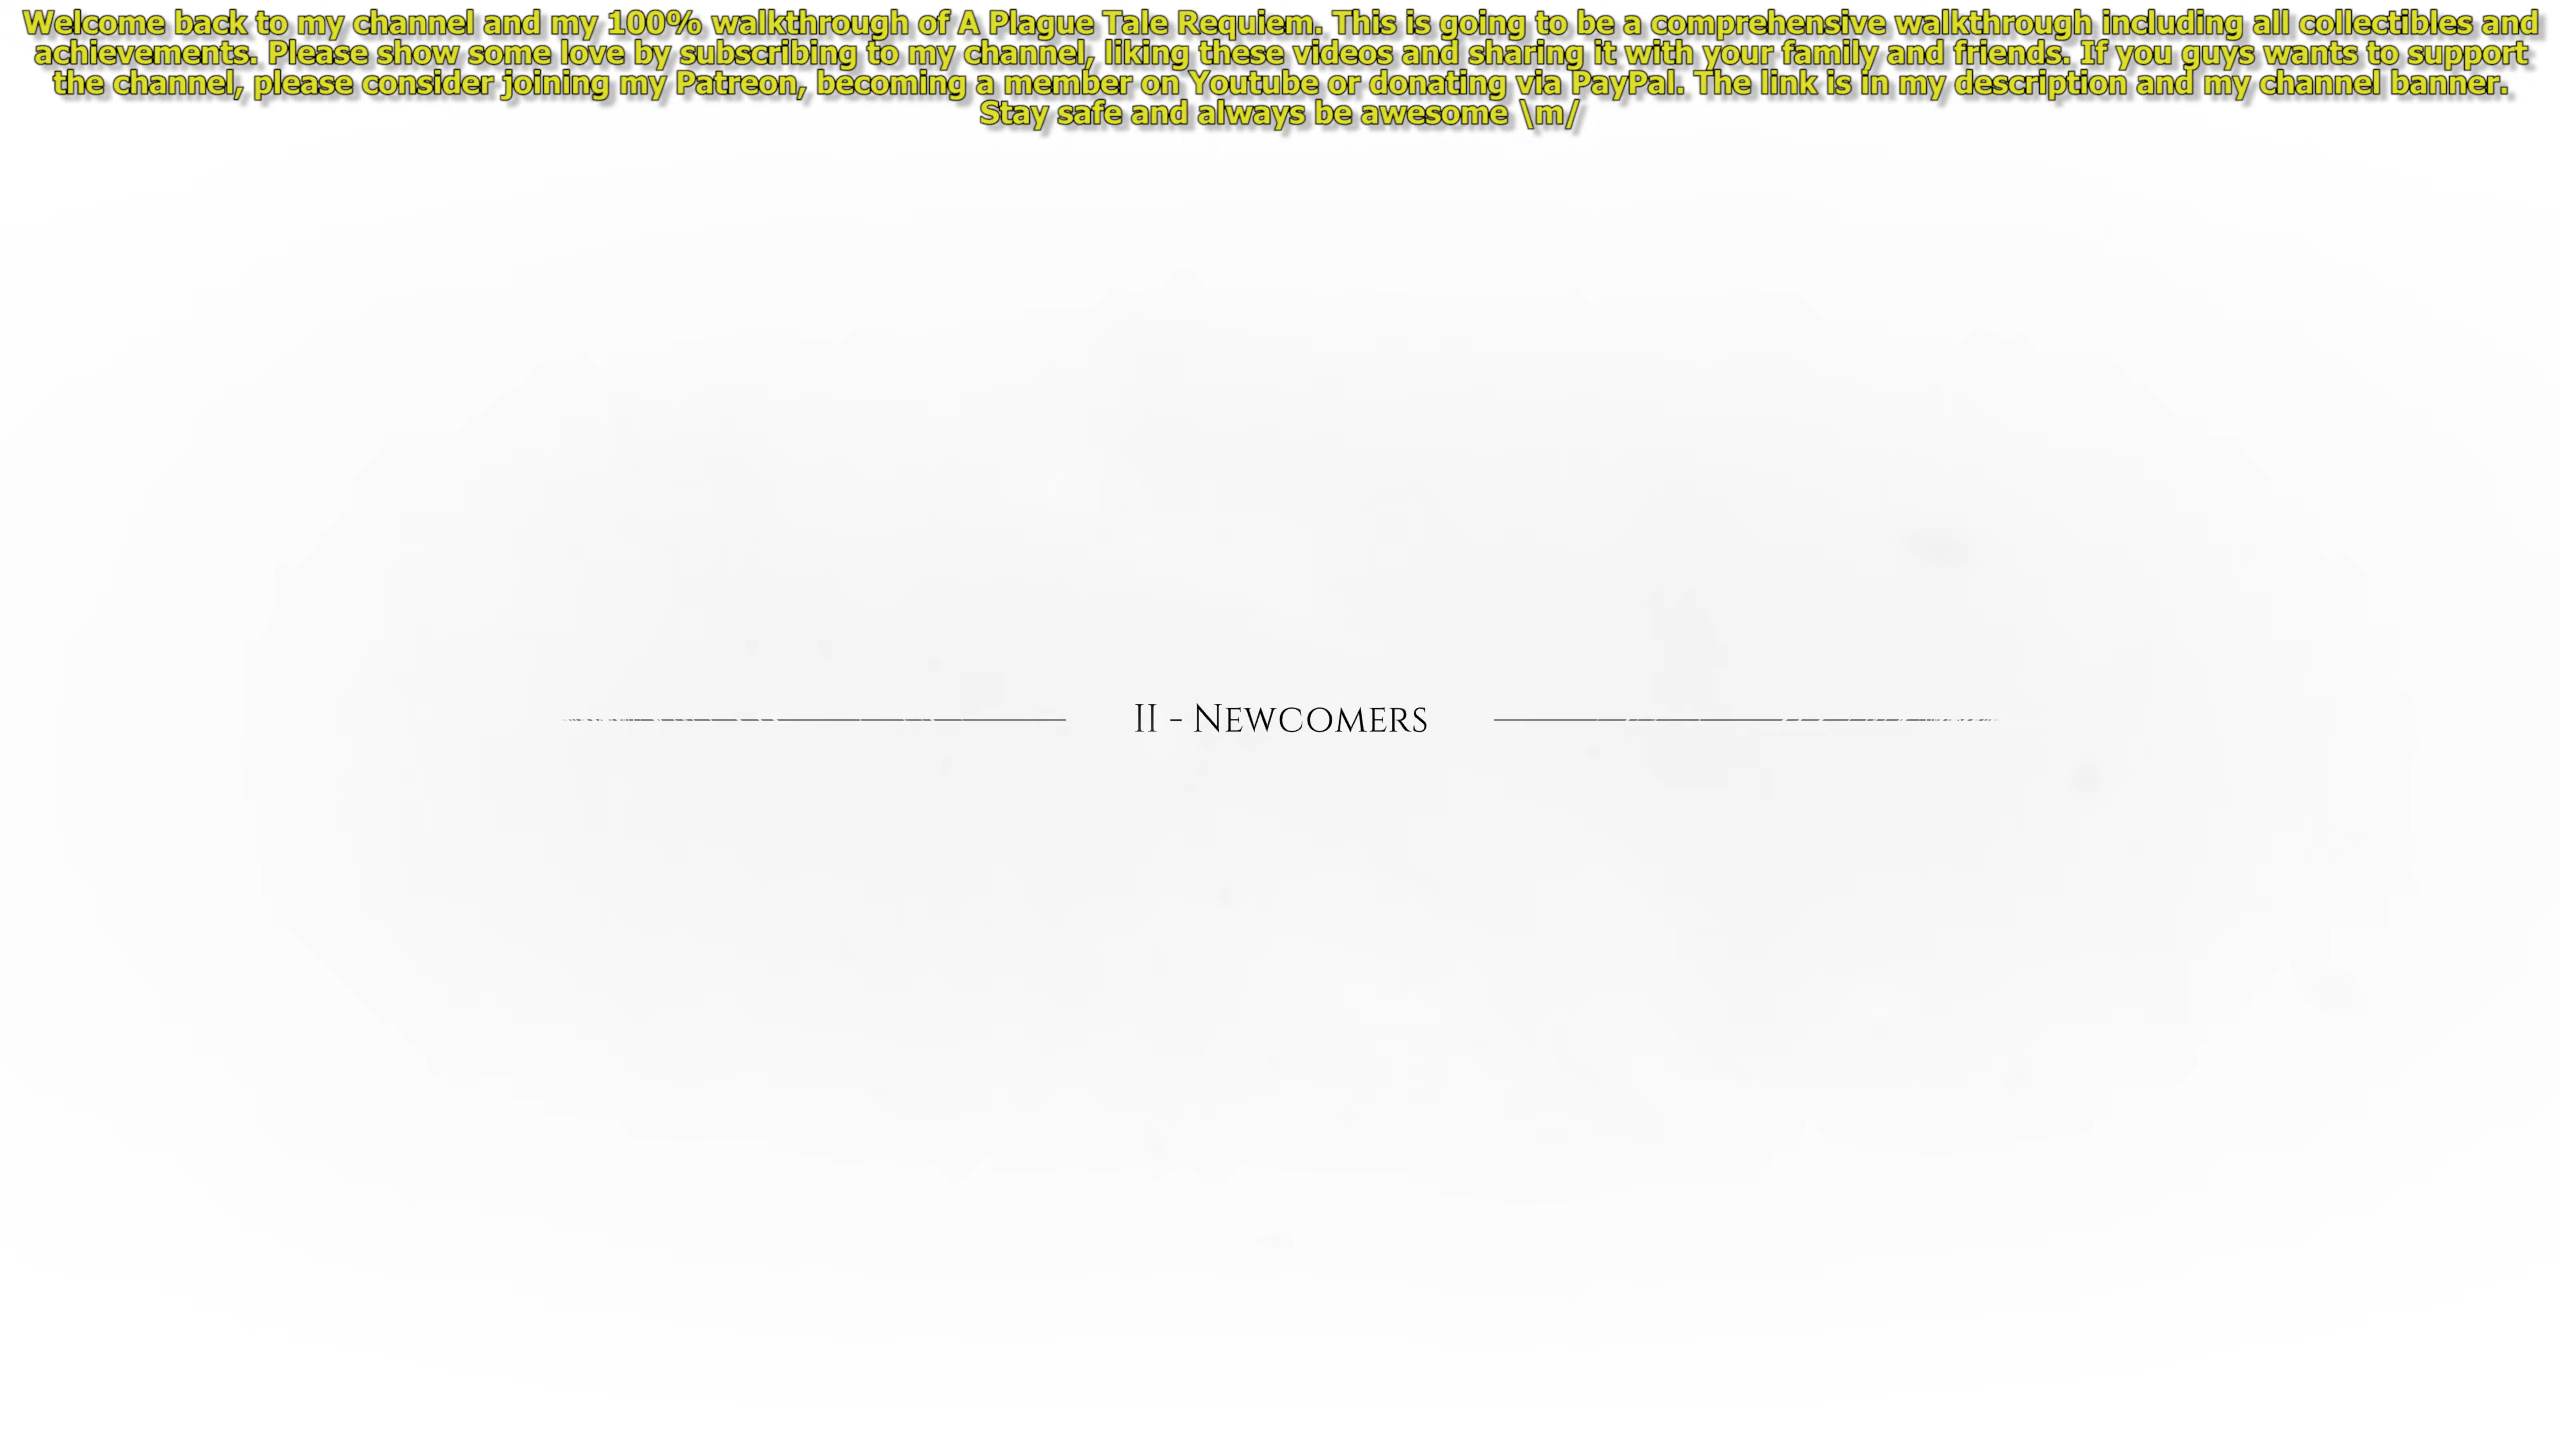 Welcome back to my channel and my 100% walkthrough of A Plague Tale Requiem. This is going to be a comprehensive walkthrough including all collectibles and
achievements. Please show some love by subscribing to my channel, liking these videos and sharing it with your family and friends. If you guys wants to support
the channel, please consider joining my Patreon, becoming a member on Youtube or donating via PayPal. The link is in my description and my channel banner.
Stay safe and always be awesome \m/
II - Newcomers